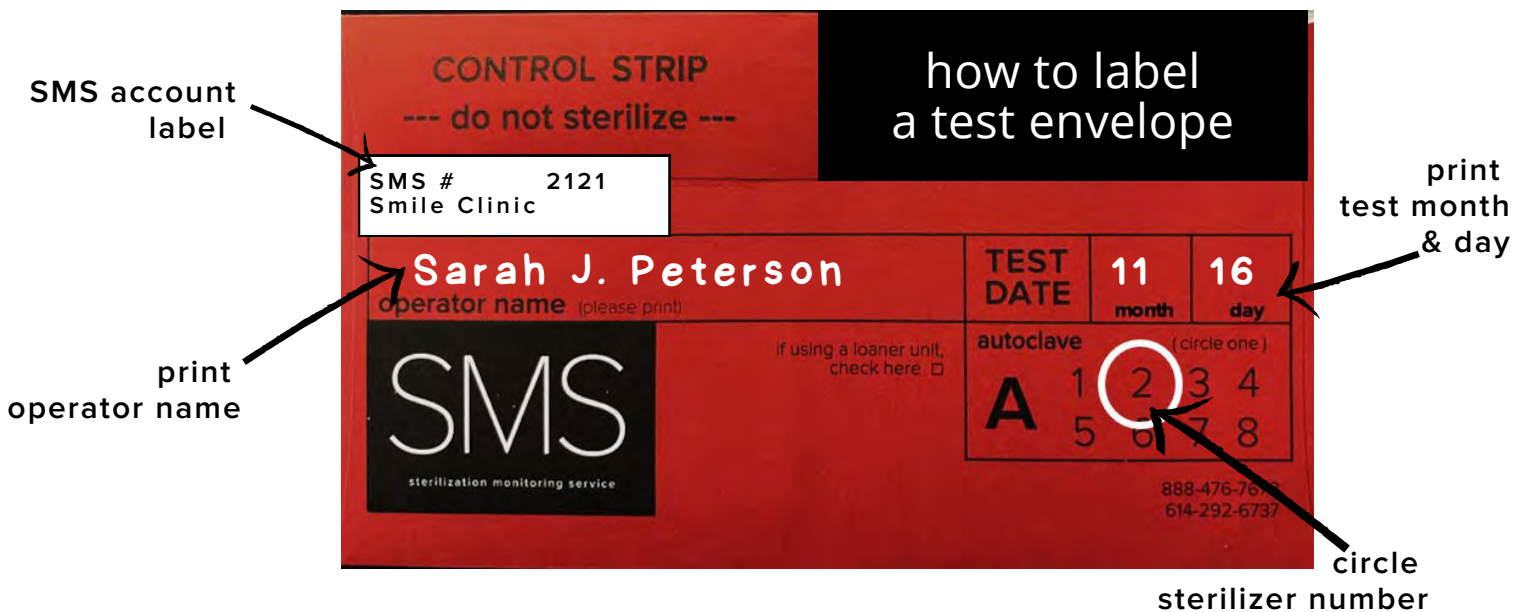 CONTROL STRIP
--- do not sterilize ---
how to label
a test envelope
SMS account
label
SMS # 2121
Smile Clinic
print
test month
& day
Sarah J. Peterson
operator name (please print)
TEST
DATE
11
month
16
day
print
operator name
SMS
sterilization monitoring service
if using a loaner unit,
check here
autoclave (circle one)
A
1 2 3 4
5 6 7 8
614-292-6737
circle
sterilizer number